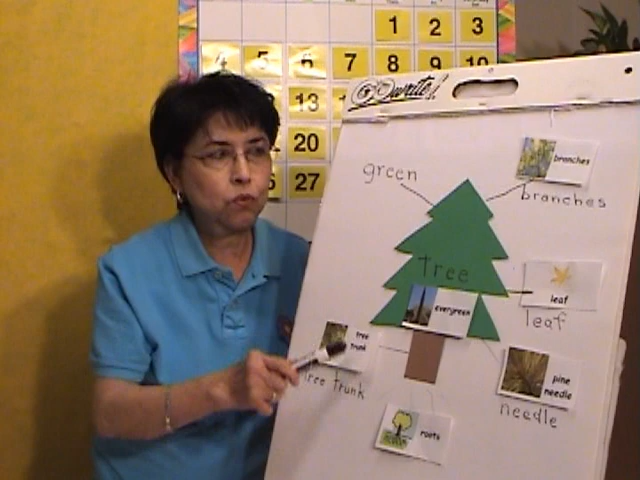 1 2 3
4 5 6 7 8 9 10
13
20
27
write!
green
branches
branches
tree
evergreen
leaf
leaf
tree
trunk
tree trunk
pine
needle
needle
roots